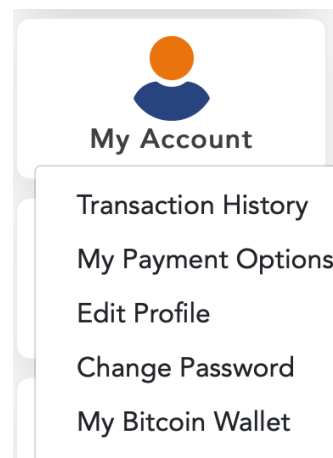 My Account
Transaction History
My Payment Options
Edit Profile
Change Password
My Bitcoin Wallet